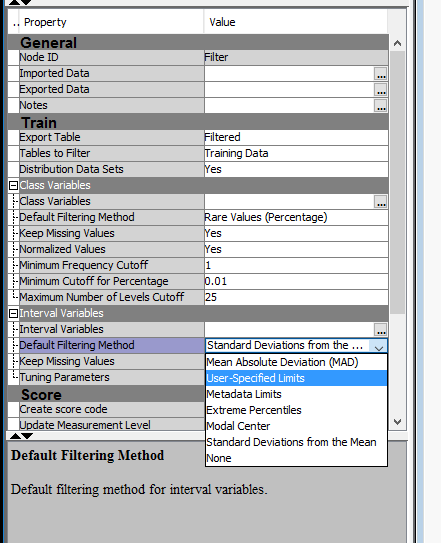 .. Property Value
General
Node ID Filter
Imported Data ...
Exported Data ...
Notes ...
Train
Export Table Filtered
Tables to Filter Training Data
Distribution Data Sets Yes
Class Variables
Class Variables ...
Default Filtering Method Rare Values (Percentage)
Keep Missing Values Yes
Normalized Values Yes
Minimum Frequency Cutoff 1
Minimum Cutoff for Percentage 0.01
Maximum Number of Levels Cutoff 25
Interval Variables
Interval Variables ...
Default Filtering Method Standard Deviations from the ...
Keep Missing Values Mean Absolute Deviation (MAD)
Tuning Parameters User-Specified Limits
Score Metadata Limits
Create score code Extreme Percentiles
Update Measurement Level Modal Center
Standard Deviations from the Mean
None
Default Filtering Method
Default filtering method for interval variables.